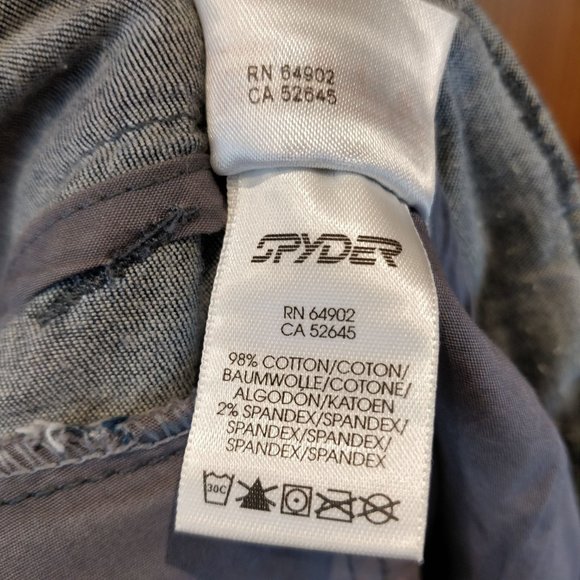 RN 64902
CA 52645
SPYDER
RN 64902
CA 52645
98% COTTON/COTON/
BAUMWOLLE/COTONE/
ALGODÓN/KATOEN
2% SPANDEX/SPANDEX/
SPANDEX/SPANDEX/
SPANDEX/SPANDEX
30C